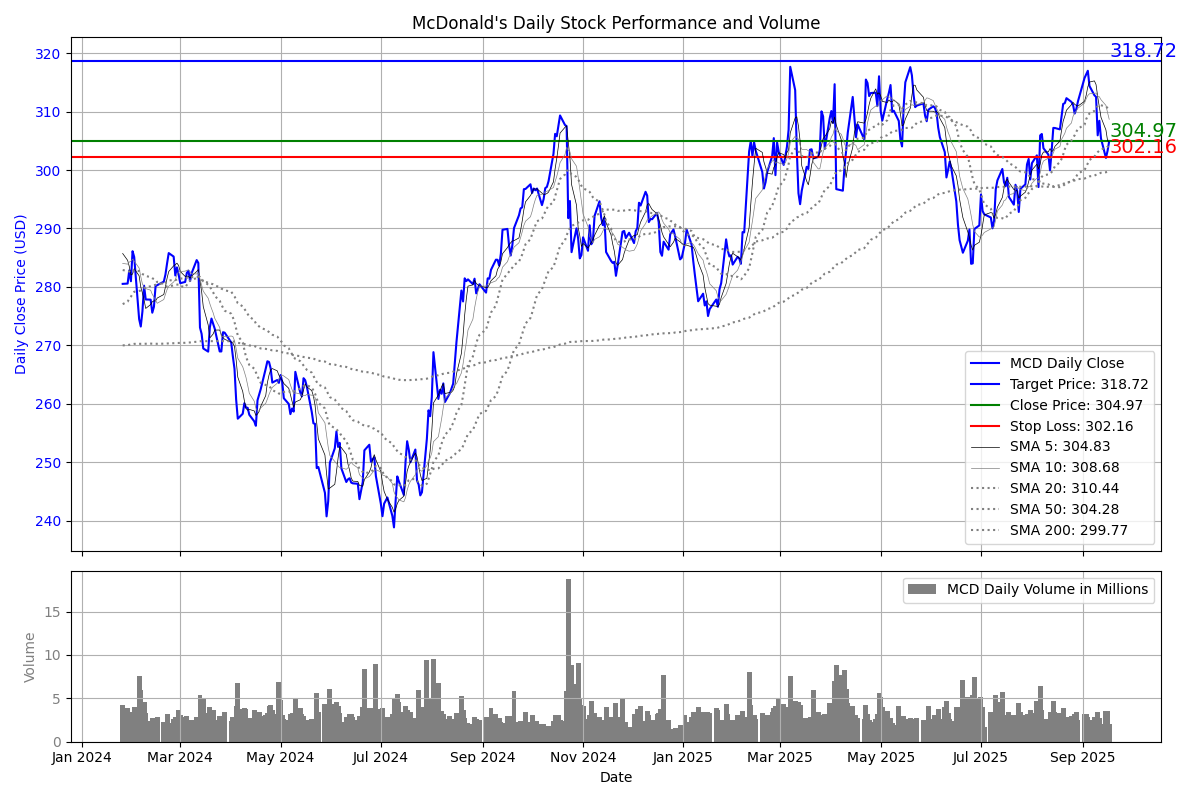 McDonald's Daily Stock Performance and Volume
318.72
304.97
302.16
320
310
300
290
280
270
260
250
240
Daily Close Price (USD)
MCD Daily Close
Target Price: 318.72
Close Price: 304.97
Stop Loss: 302.16
SMA 5: 304.83
SMA 10: 308.68
SMA 20: 310.44
SMA 50: 304.28
SMA 200: 299.77
MCD Daily Volume in Millions
15
10
5
0
Volume
Jan 2024 Mar 2024 May 2024 Jul 2024 Sep 2024 Nov 2024 Jan 2025 Mar 2025 May 2025 Jul 2025 Sep 2025
Date